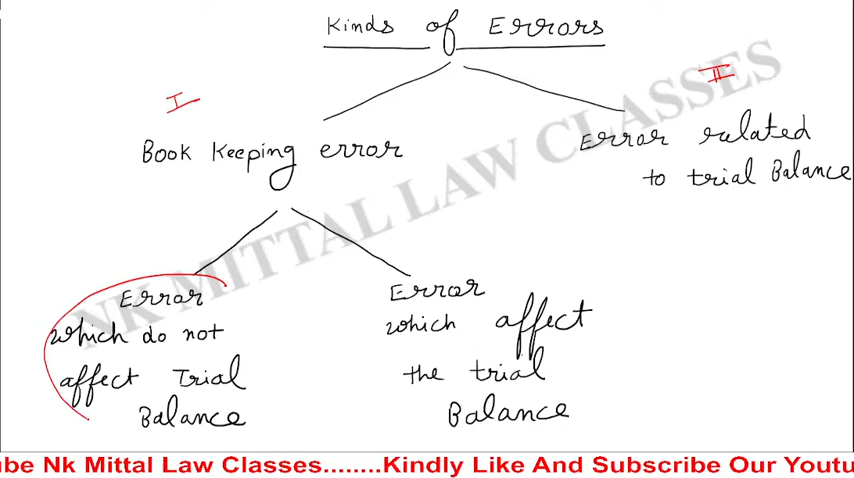 Kinds of Errors
I
II
Book Keeping error
Error related
to trial Balance
Error
which do not
affect Trial
Balance
Error
which affect
the trial
Balance
NK MITTAL LAW CLASSES
ube Nk Mittal Law Classes........Kindly Like And Subscribe Our Youtu